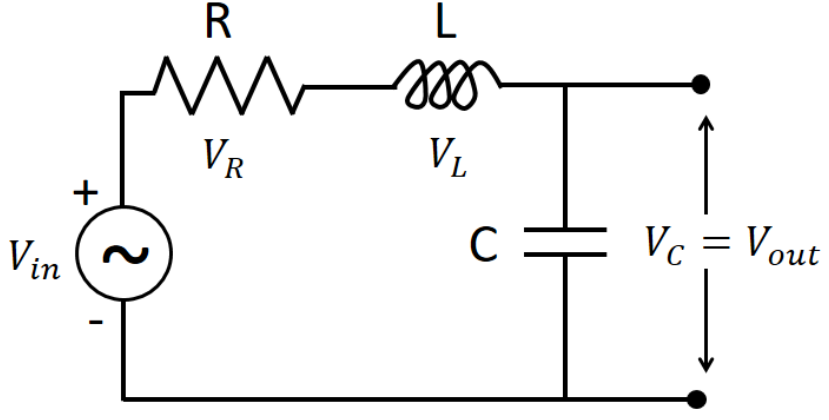 R
L
V_R
V_L
+
V_in
~
-
C
V_C = V_out